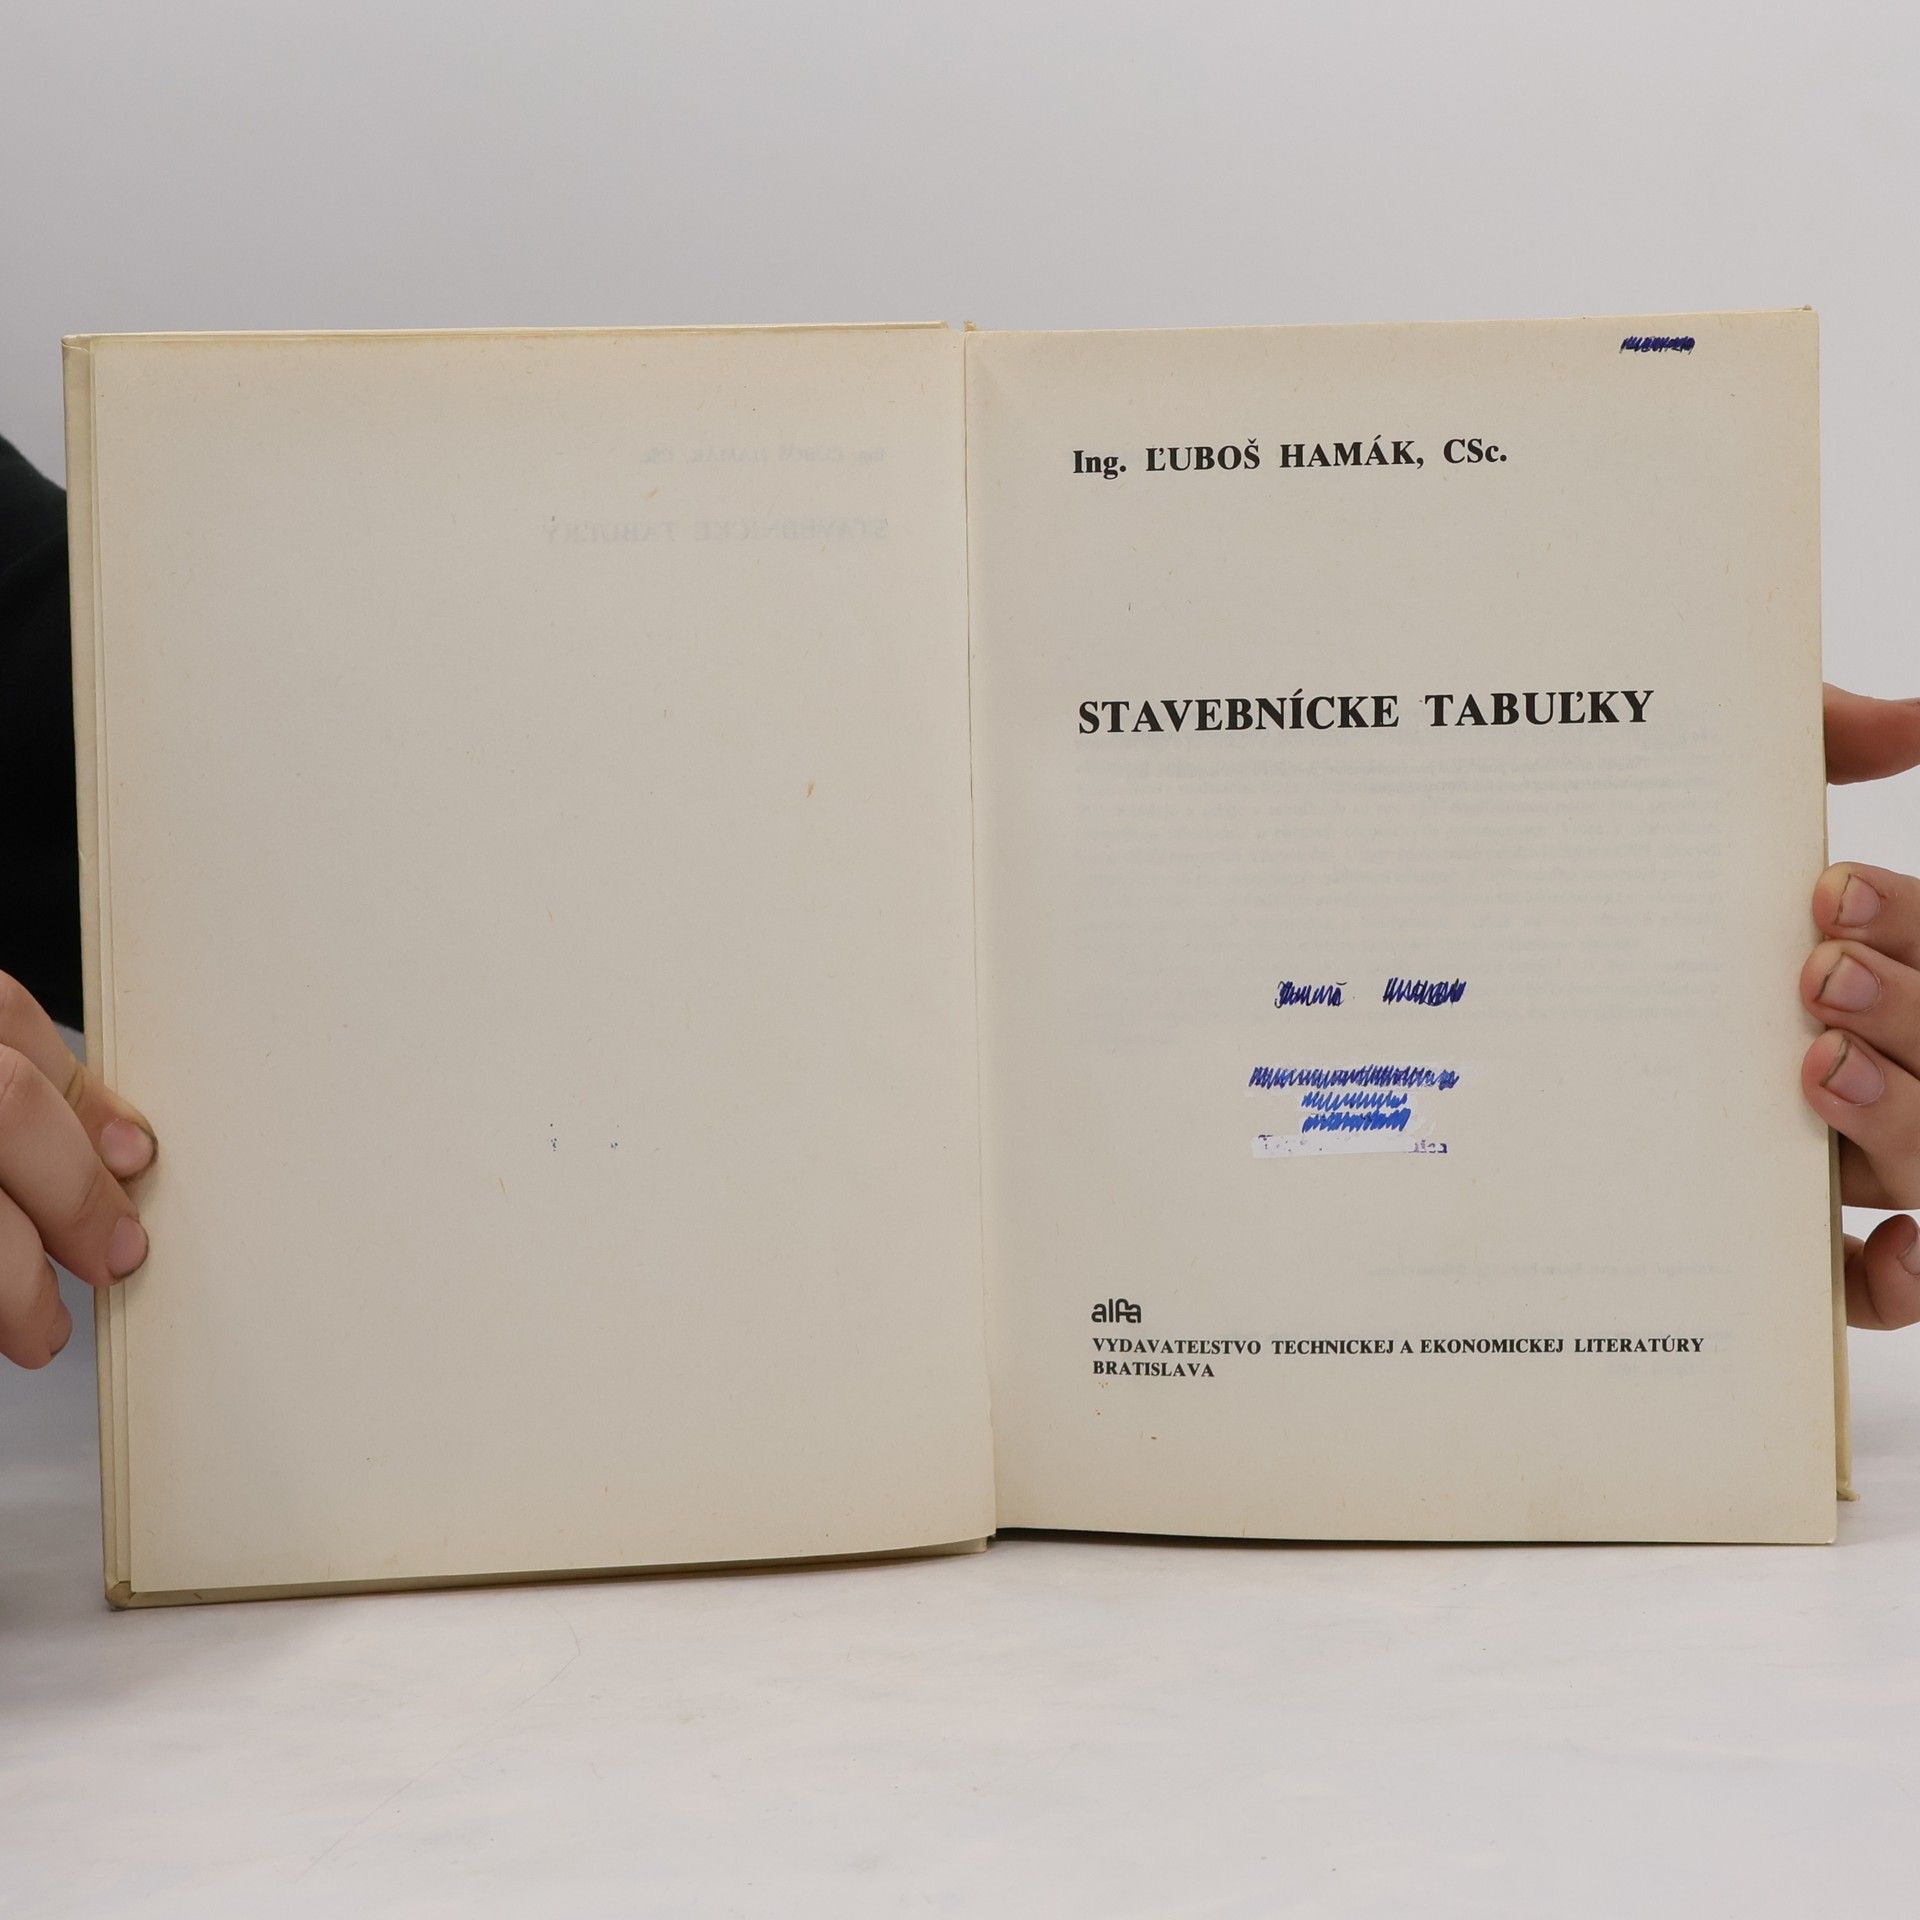 Ing. ĽUBOŠ HAMÁK, CSc.
STAVEBNÍCKE TABUĽKY
alfa
VYDAVATEĽSTVO TECHNICKEJ A EKONOMICKEJ LITERATÚRY
BRATISLAVA